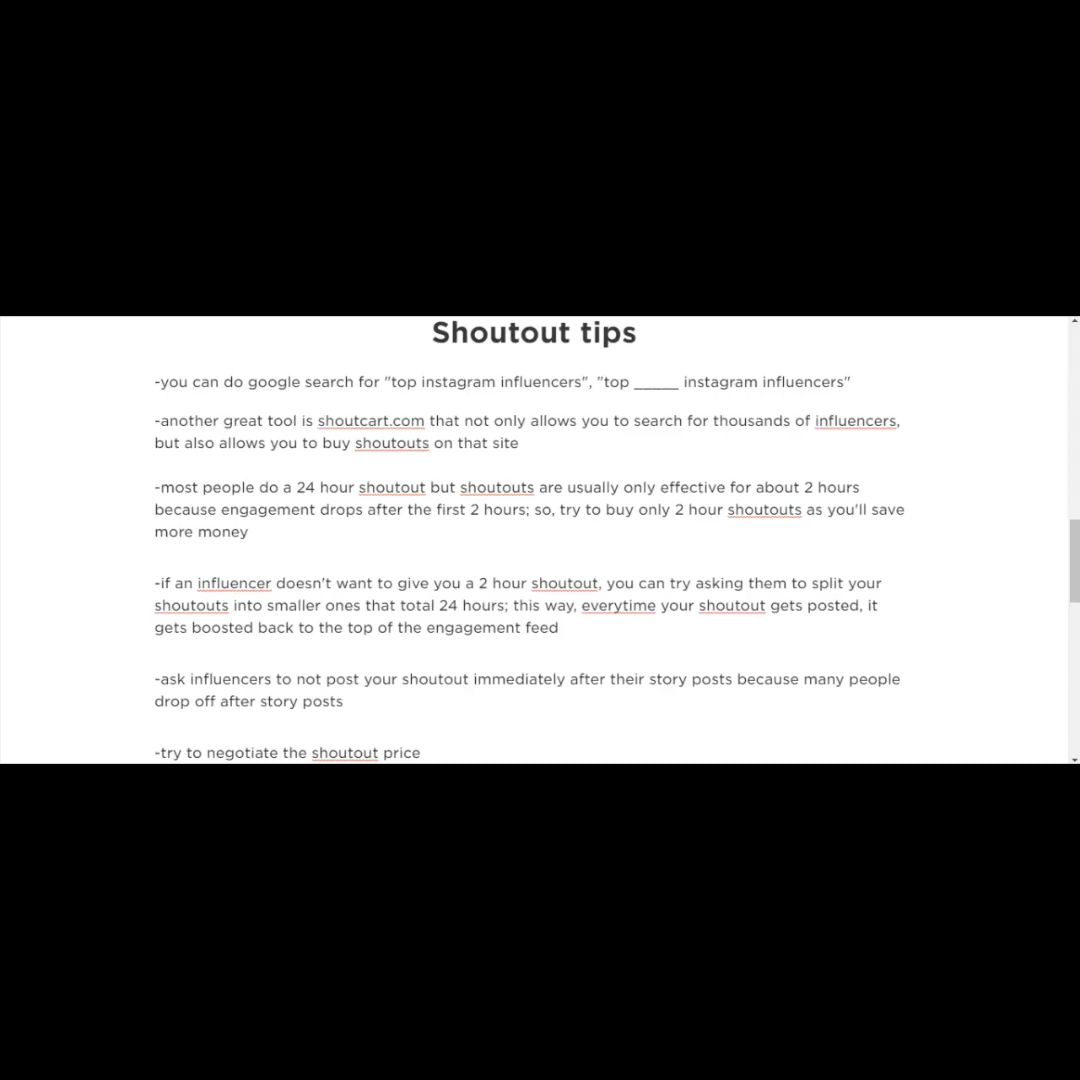 Shoutout tips
-you can do google search for "top instagram influencers", "top _____ instagram influencers"
-another great tool is shoutcart.com that not only allows you to search for thousands of influencers,
but also allows you to buy shoutouts on that site
-most people do a 24 hour shoutout but shoutouts are usually only effective for about 2 hours
because engagement drops after the first 2 hours; so, try to buy only 2 hour shoutouts as you'll save
more money
-if an influencer doesn't want to give you a 2 hour shoutout, you can try asking them to split your
shoutouts into smaller ones that total 24 hours; this way, everytime your shoutout gets posted, it
gets boosted back to the top of the engagement feed
-ask influencers to not post your shoutout immediately after their story posts because many people
drop off after story posts
-try to negotiate the shoutout price